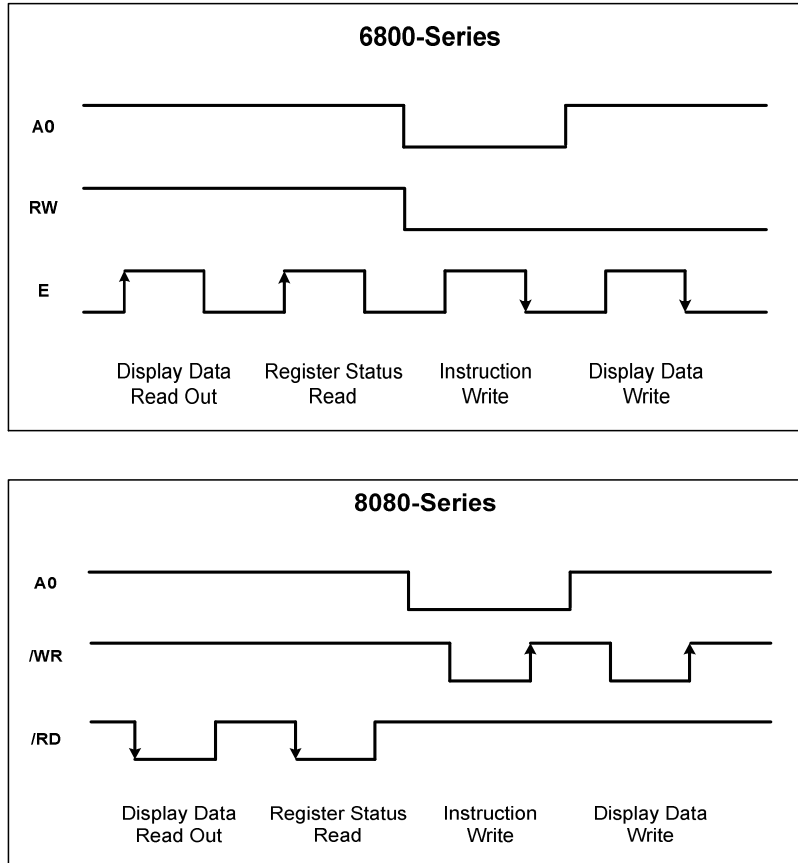 6800-Series
A0
RW
E
Display Data Register Status Instruction Display Data
Read Out Read Write Write
8080-Series
A0
/WR
/RD
Display Data Register Status Instruction Display Data
Read Out Read Write Write